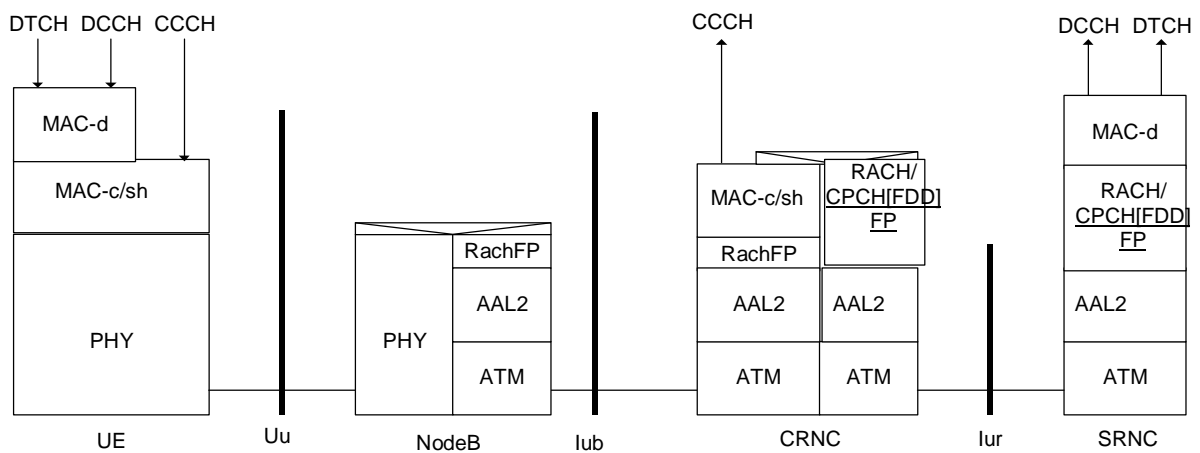 DTCH DCCH CCCH
MAC-d
MAC-c/sh
PHY
UE
Uu
PHY
RachFP
AAL2
ATM
NodeB
Iub
CCCH
MAC-c/sh
RachFP
AAL2
ATM
RACH/
CPCH[FDD]
FP
AAL2
ATM
CRNC
Iur
DCCH DTCH
MAC-d
RACH/
CPCH[FDD]
FP
AAL2
ATM
SRNC